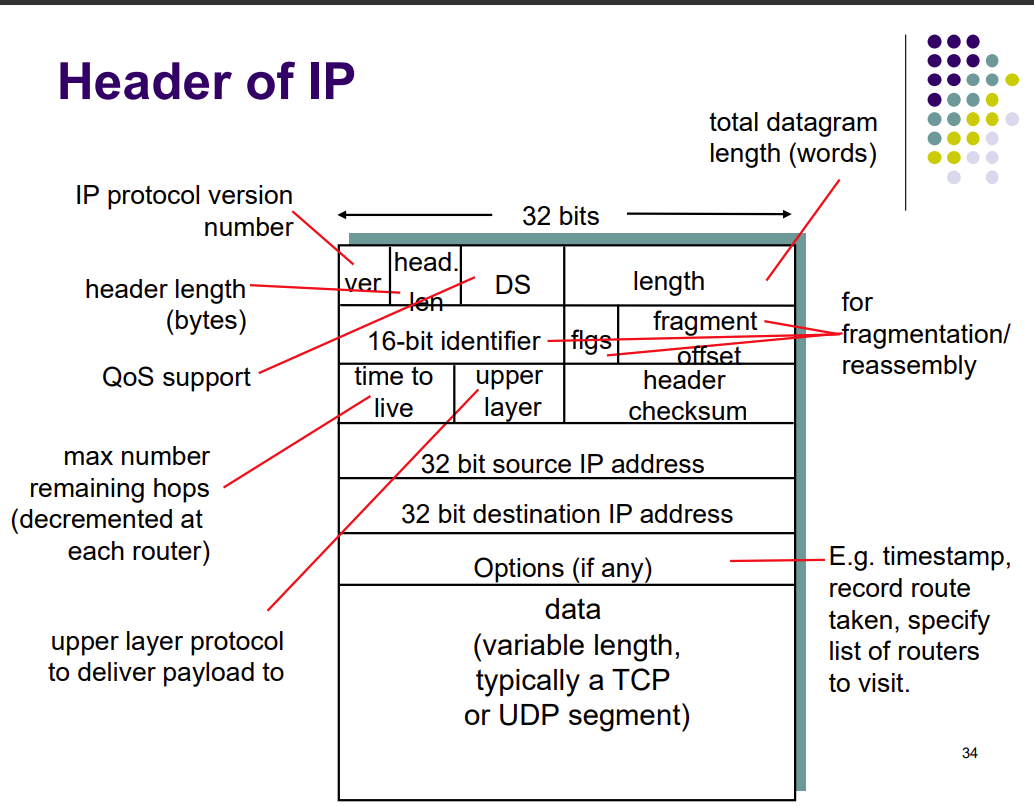 Header of IP
total datagram
length (words)
IP protocol version
number
32 bits
header length
(bytes)
QoS support
max number
remaining hops
(decremented at
each router)
upper layer protocol
to deliver payload to
ver
head.
len
DS
length
16-bit identifier
flgs
fragment
offset
time to
live
upper
layer
header
checksum
32 bit source IP address
32 bit destination IP address
Options (if any)
data
(variable length,
typically a TCP
or UDP segment)
for
fragmentation/
reassembly
E.g. timestamp,
record route
taken, specify
list of routers
to visit.
34